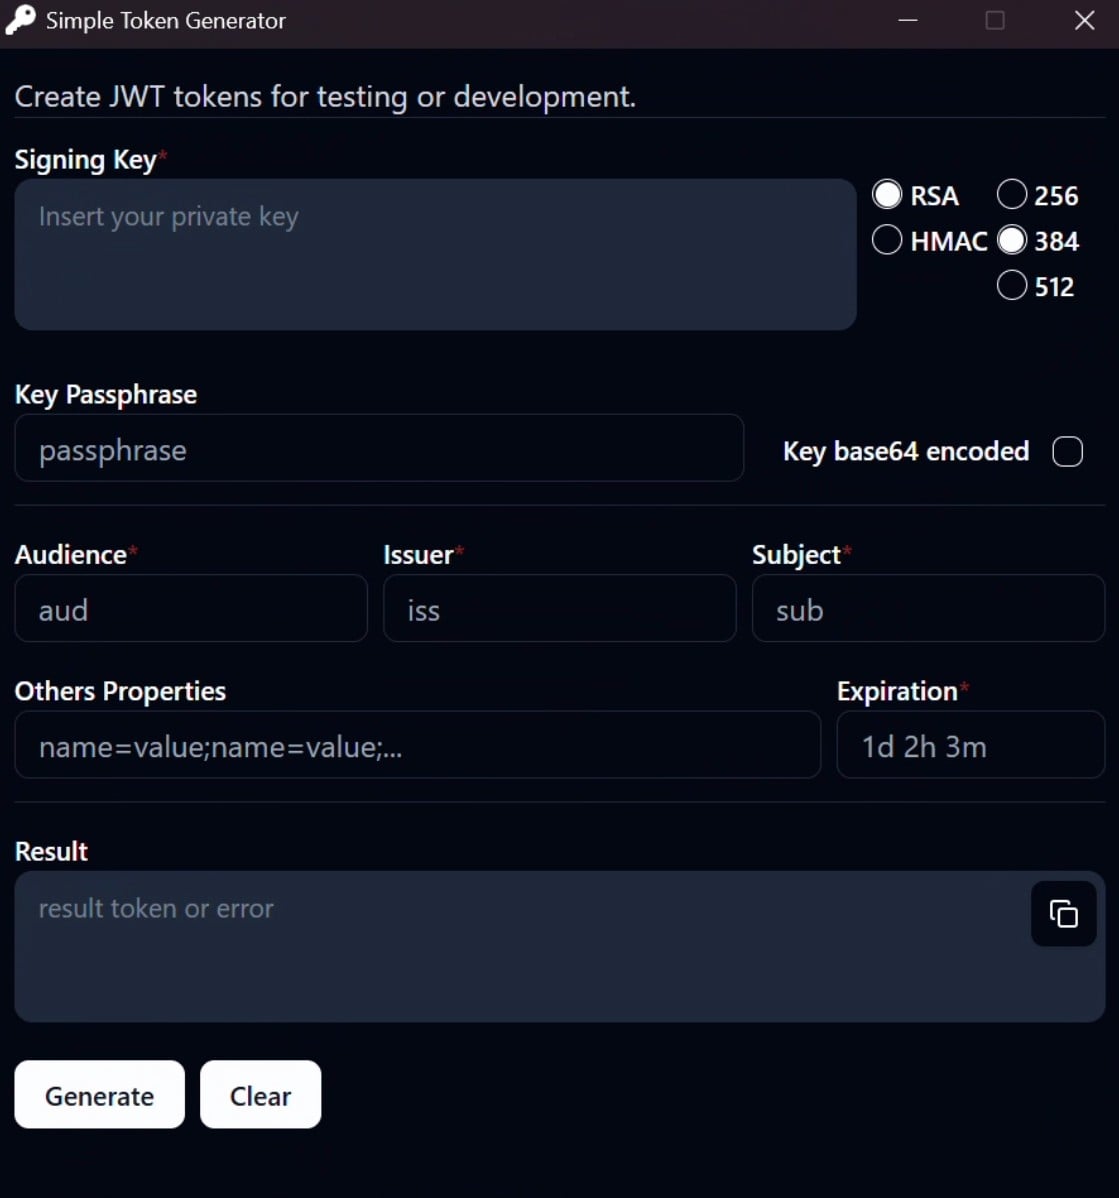 Simple Token Generator
Create JWT tokens for testing or development.
Signing Key*
Insert your private key
RSA 256
HMAC 384
512
Key Passphrase
passphrase
Key base64 encoded
Audience* Issuer* Subject*
aud iss sub
Others Properties Expiration*
name=value;name=value;... 1d 2h 3m
Result
result token or error
Generate Clear